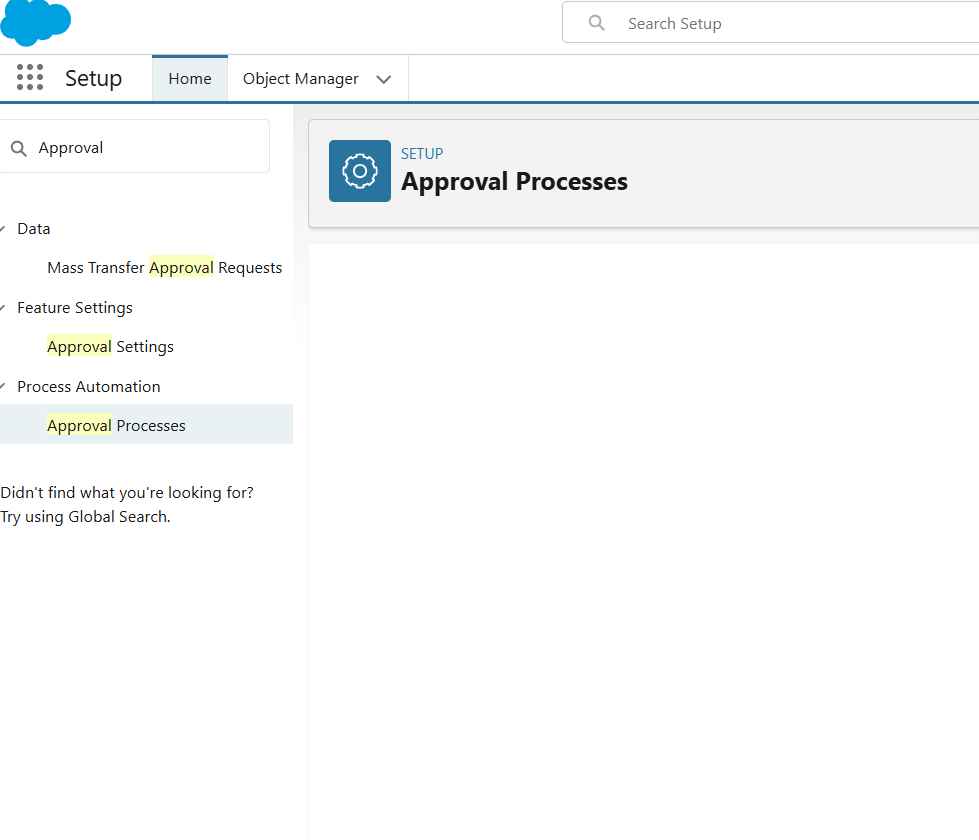 Search Setup
Setup
Home
Object Manager
Approval
SETUP
Approval Processes
Data
Mass Transfer Approval Requests
Feature Settings
Approval Settings
Process Automation
Approval Processes
Didn't find what you're looking for?
Try using Global Search.